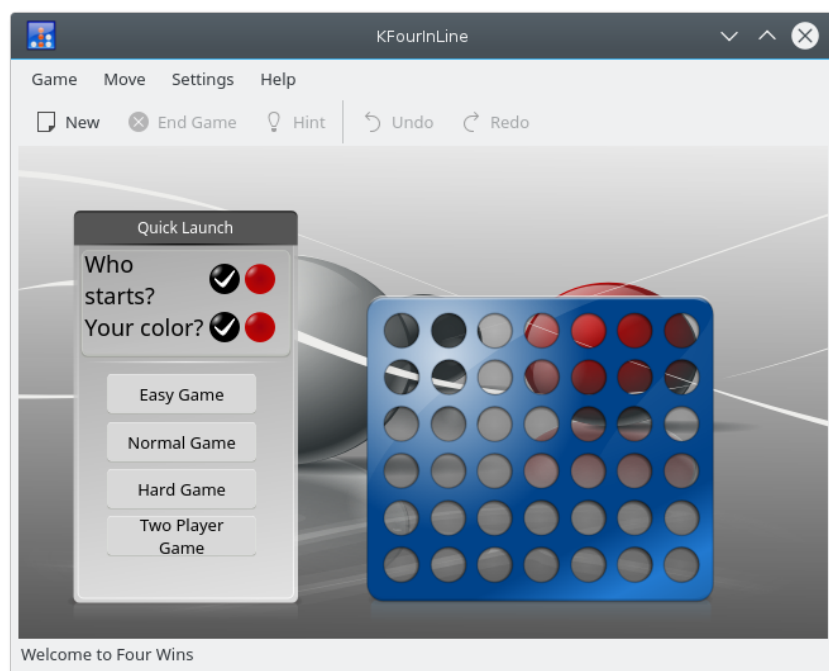 KFourInLine
Game Move Settings Help
New End Game Hint Undo Redo
Quick Launch
Who
starts?
Your color?
Easy Game
Normal Game
Hard Game
Two Player
Game
Welcome to Four Wins